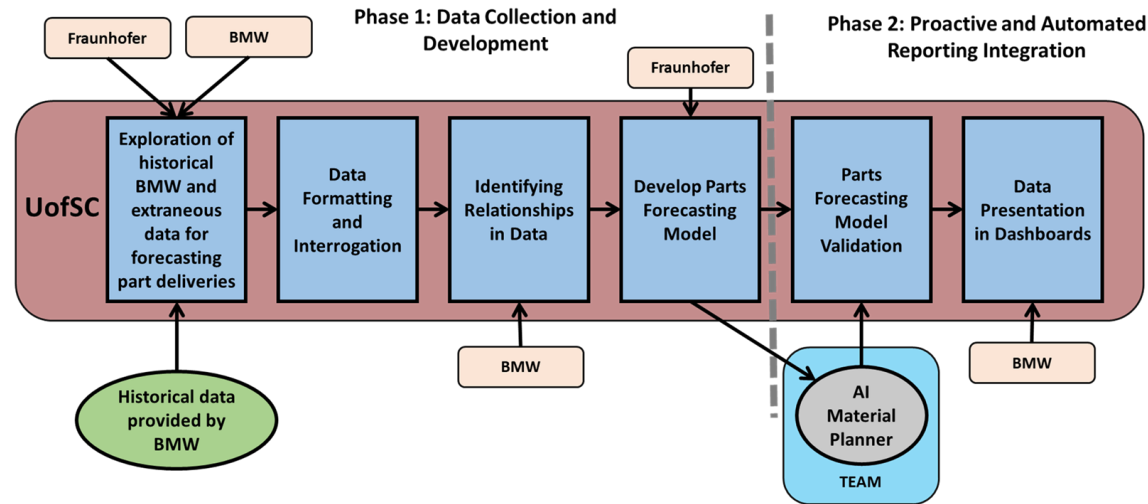 Phase 1: Data Collection and
Development
Phase 2: Proactive and Automated
Reporting Integration
Fraunhofer
BMW
Fraunhofer
UofSC
Exploration of
historical
BMW and
extraneous
data for
forecasting
part deliveries
Data
Formatting
and
Interrogation
Identifying
Relationships
in Data
Develop Parts
Forecasting
Model
Parts
Forecasting
Model
Validation
Data
Presentation
in Dashboards
BMW
BMW
Historical data
provided by
BMW
AI
Material
Planner
TEAM